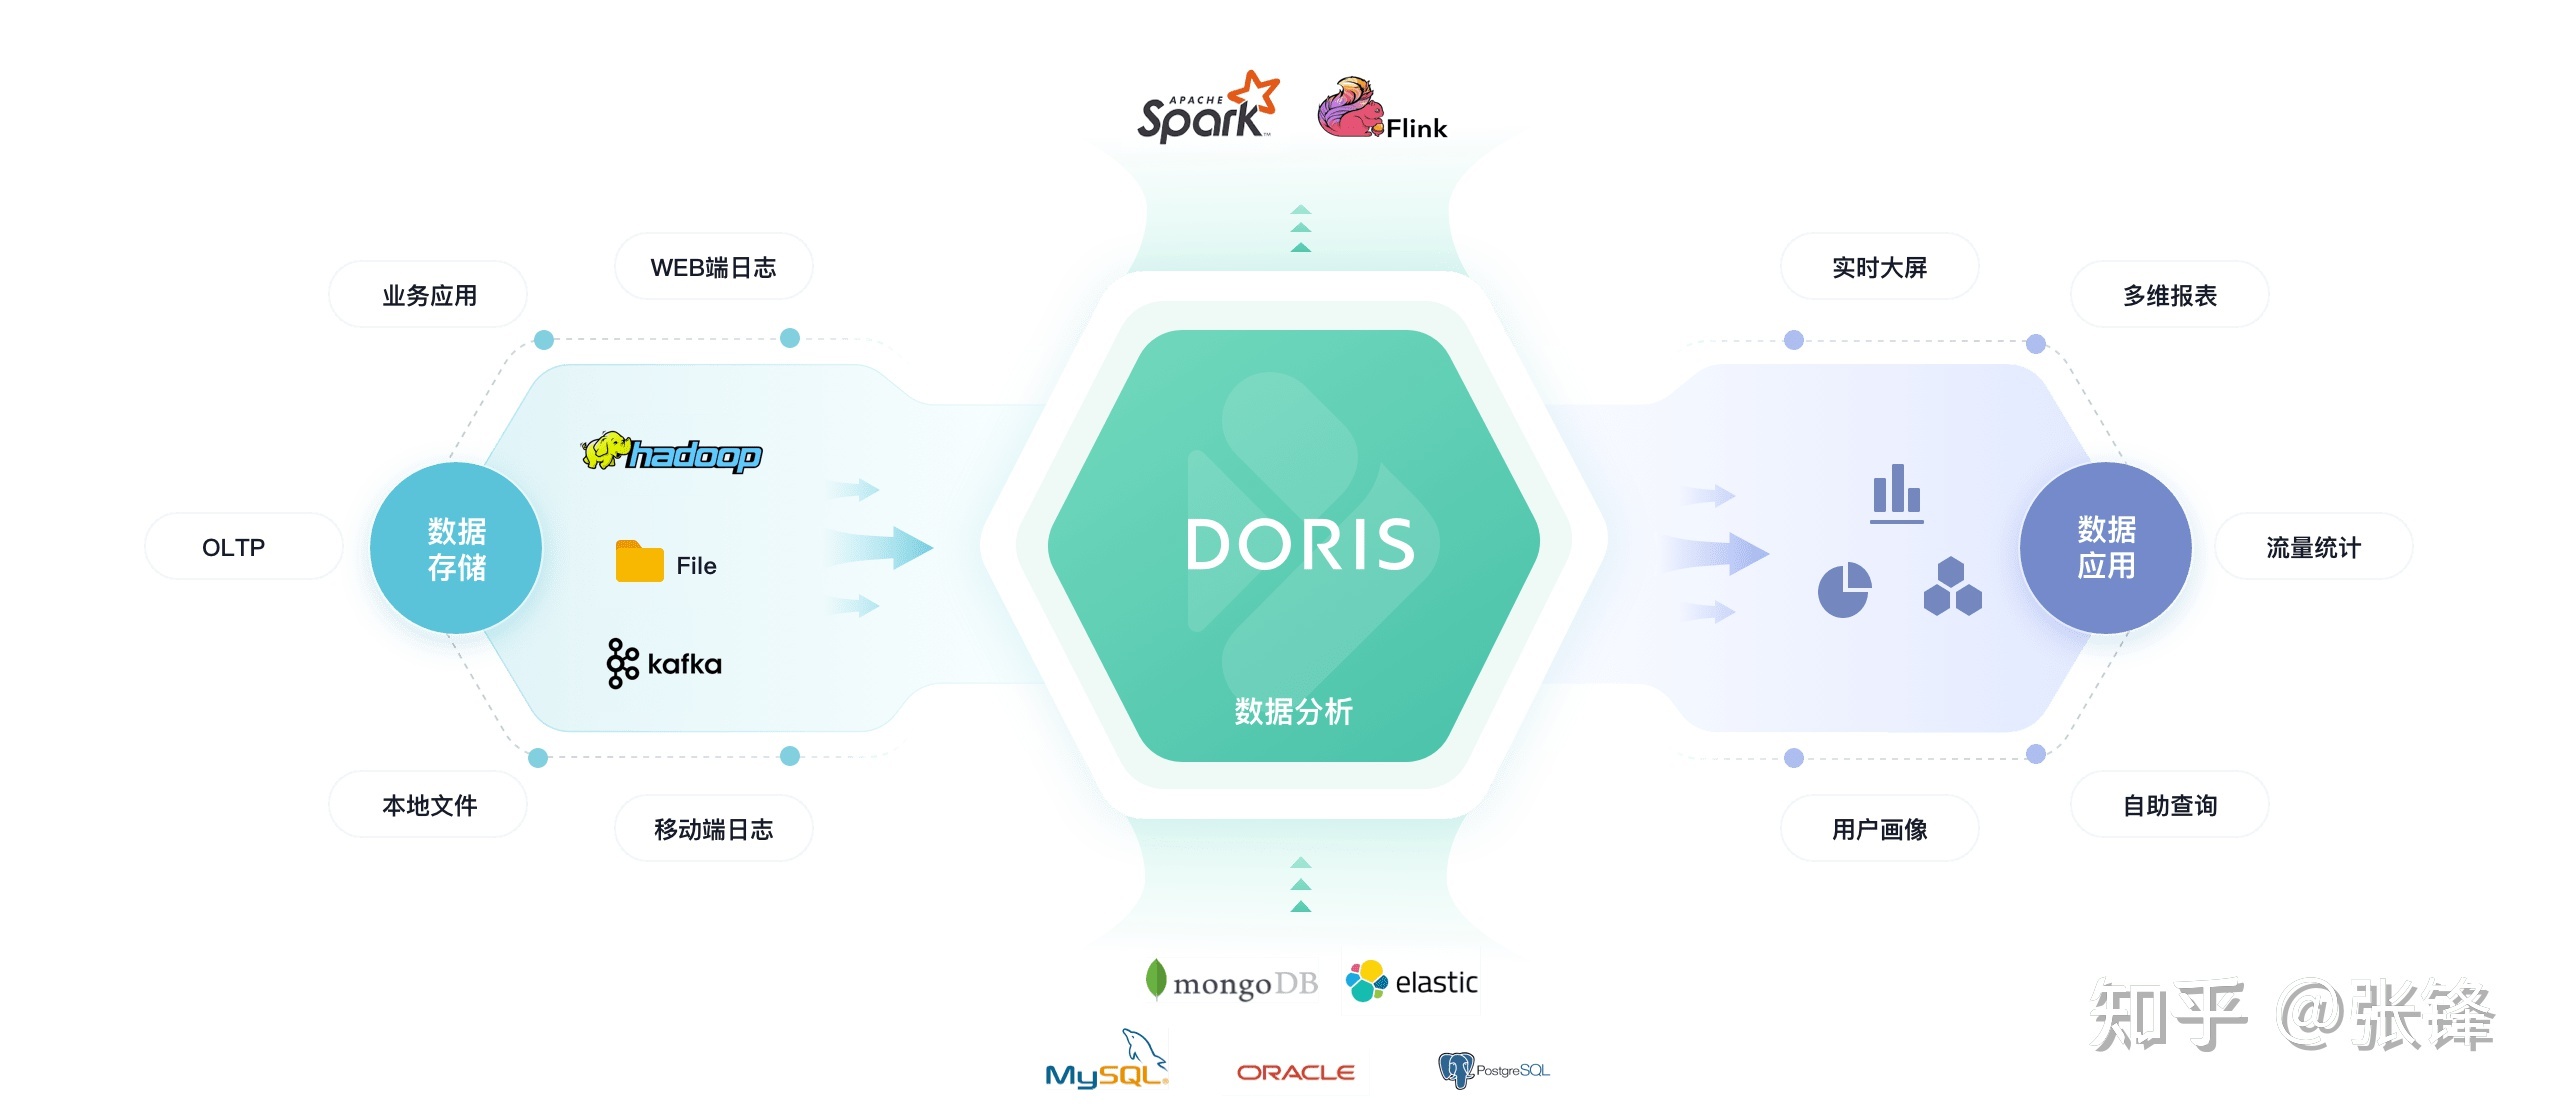 APACHE
Spark™
Flink
WEB端日志
业务应用
OLTP
数据
存储
hadoop
File
kafka
本地文件
移动端日志
DORIS
数据分析
实时大屏
多维报表
数据
应用
流量统计
用户画像
自助查询
mongoDB
elastic
MySQL®
ORACLE
PostgreSQL
知乎 @张锋